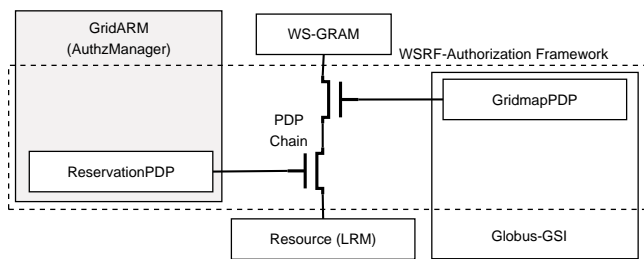 GridARM
(AuthzManager)
WS-GRAM
WSRF-Authorization Framework
GridmapPDP
PDP
Chain
ReservationPDP
Resource (LRM)
Globus-GSI